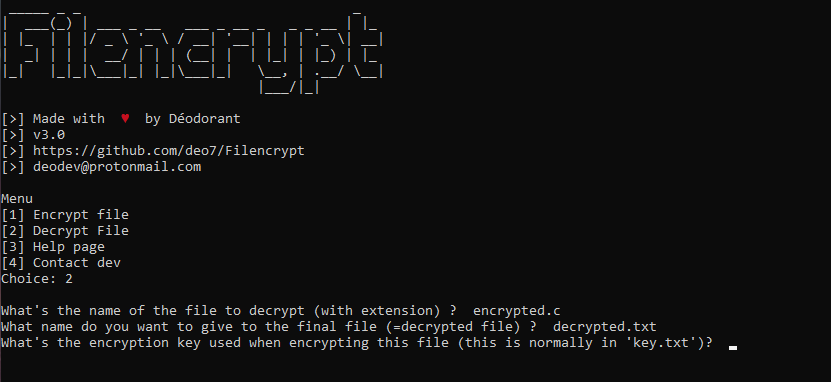 Filencrypt
[>] Made with ♥ by Déodorant
[>] v3.0
[>] https://github.com/deo7/Filencrypt
[>] deodev@protonmail.com
Menu
[1] Encrypt file
[2] Decrypt File
[3] Help page
[4] Contact dev
Choice: 2
What's the name of the file to decrypt (with extension) ?  encrypted.c
What name do you want to give to the final file (=decrypted file) ?  decrypted.txt
What's the encryption key used when encrypting this file (this is normally in 'key.txt')?